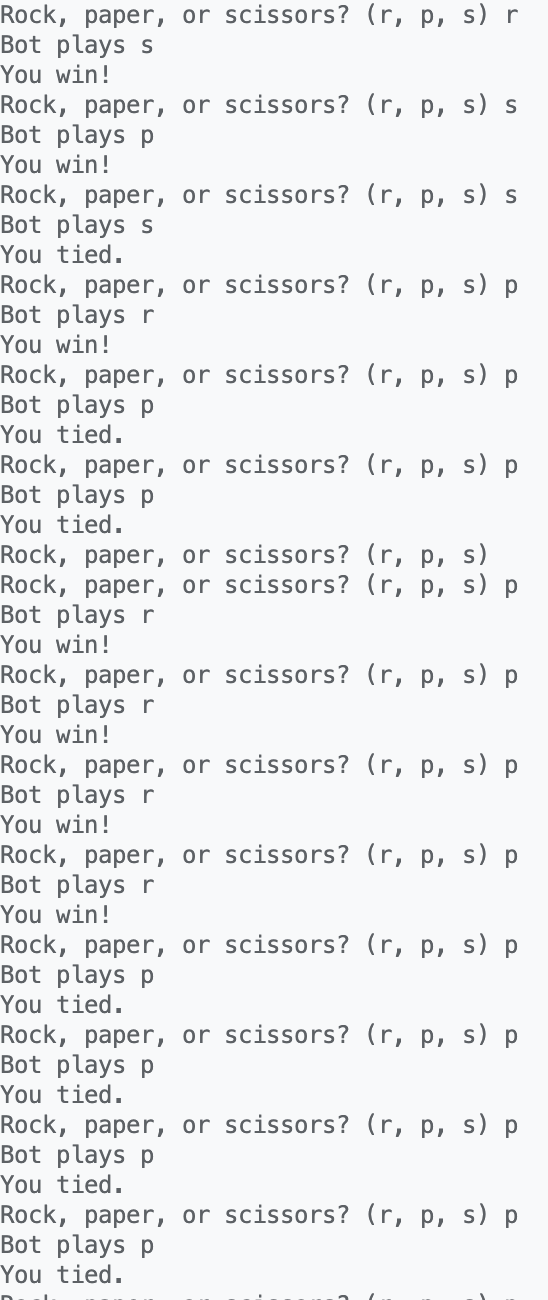 Rock, paper, or scissors? (r, p, s) r
Bot plays s
You win!
Rock, paper, or scissors? (r, p, s) s
Bot plays p
You win!
Rock, paper, or scissors? (r, p, s) s
Bot plays s
You tied.
Rock, paper, or scissors? (r, p, s) p
Bot plays r
You win!
Rock, paper, or scissors? (r, p, s) p
Bot plays p
You tied.
Rock, paper, or scissors? (r, p, s) p
Bot plays p
You tied.
Rock, paper, or scissors? (r, p, s)
Rock, paper, or scissors? (r, p, s) p
Bot plays r
You win!
Rock, paper, or scissors? (r, p, s) p
Bot plays r
You win!
Rock, paper, or scissors? (r, p, s) p
Bot plays r
You win!
Rock, paper, or scissors? (r, p, s) p
Bot plays r
You win!
Rock, paper, or scissors? (r, p, s) p
Bot plays p
You tied.
Rock, paper, or scissors? (r, p, s) p
Bot plays p
You tied.
Rock, paper, or scissors? (r, p, s) p
Bot plays p
You tied.
Rock, paper, or scissors? (r, p, s) p
Bot plays p
You tied.